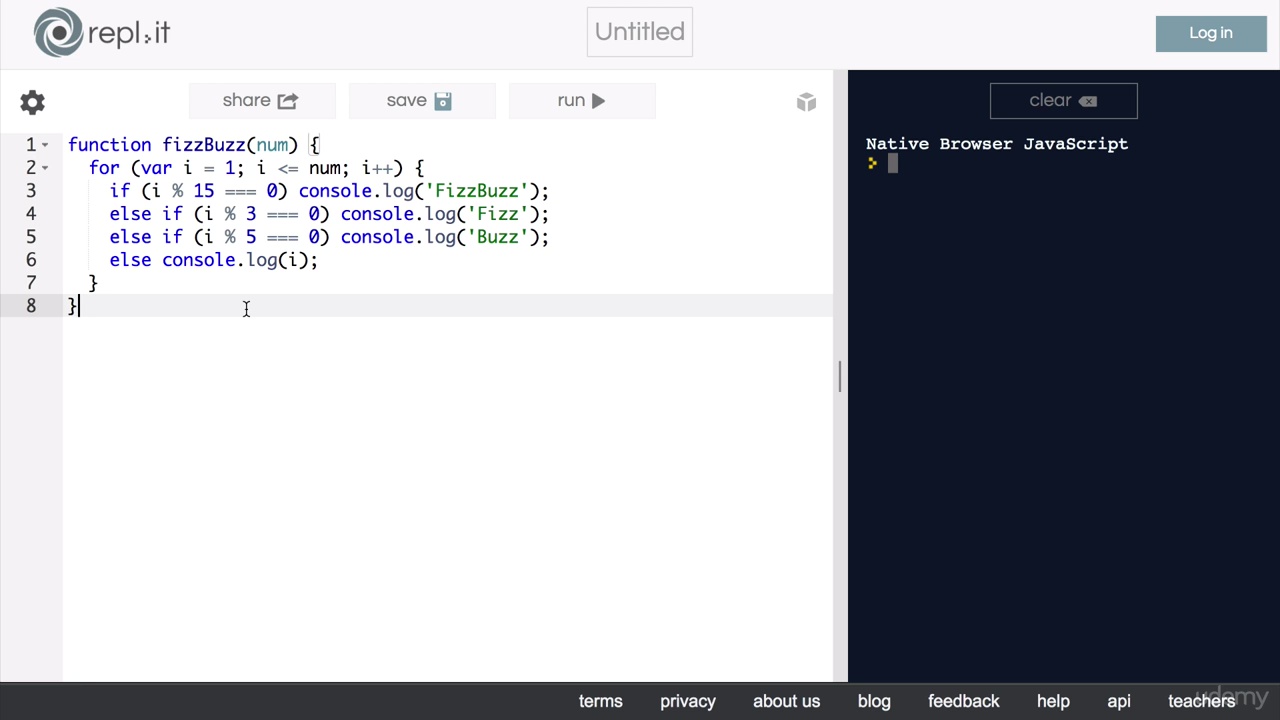 repl.it
Untitled
Log in
share
save
run
clear
1 function fizzBuzz(num) {
2   for (var i = 1; i <= num; i++) {
3     if (i % 15 === 0) console.log('FizzBuzz');
4     else if (i % 3 === 0) console.log('Fizz');
5     else if (i % 5 === 0) console.log('Buzz');
6     else console.log(i);
7   }
8 }
Native Browser JavaScript
>
terms privacy about us blog feedback help api teachers
udemy